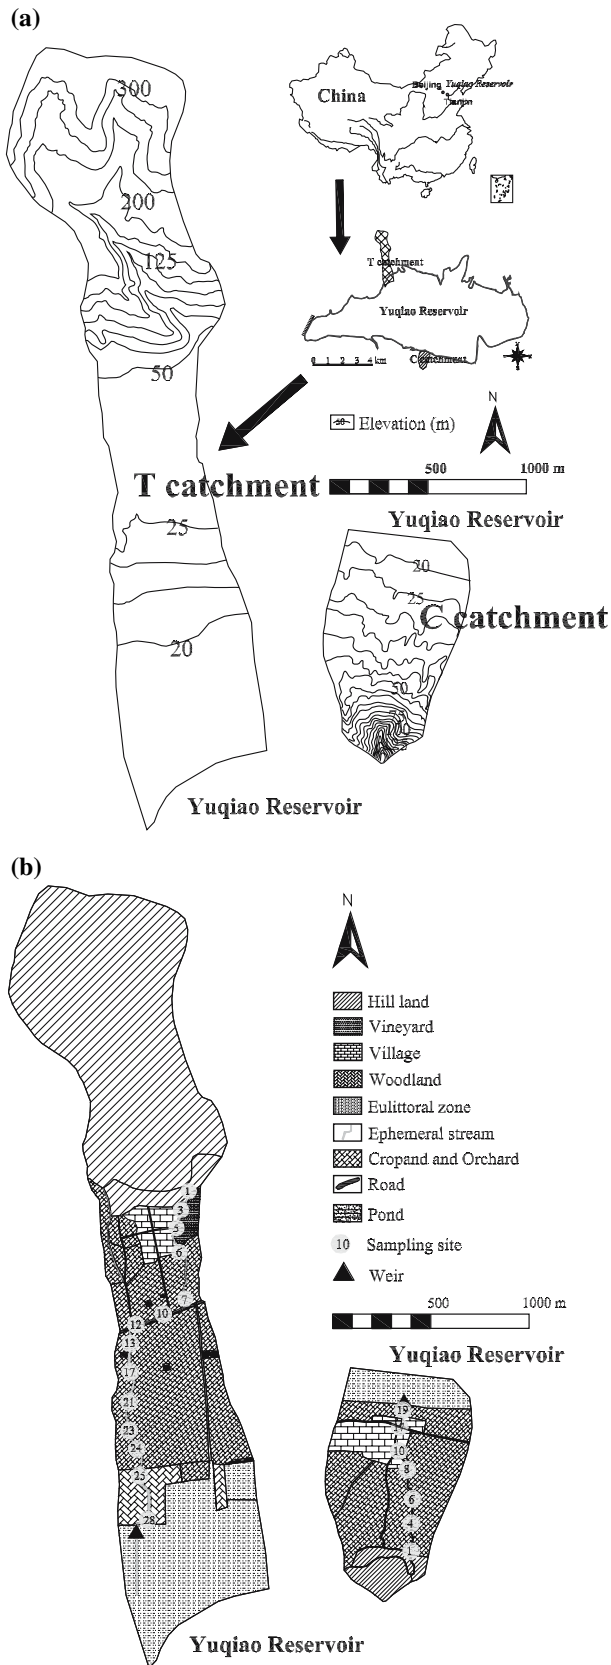 (a)
300
200
125
50
China
Beijing
Yuqiao Reservoir
Tianjin
T catchment
Yuqiao Reservoir
0 1 2 3 4 km
C catchment
50 Elevation (m)
N
500 1000 m
T catchment
25
20
Yuqiao Reservoir
Yuqiao Reservoir
20
25
C catchment
50
(b)
N
Hill land
Vineyard
Village
Woodland
Eulittoral zone
Ephemeral stream
Cropand and Orchard
Road
Pond
10 Sampling site
Weir
500 1000 m
1
3
5
6
7
10
12
13
17
21
23
24
25
28
Yuqiao Reservoir
Yuqiao Reservoir
19
10
8
6
4
1